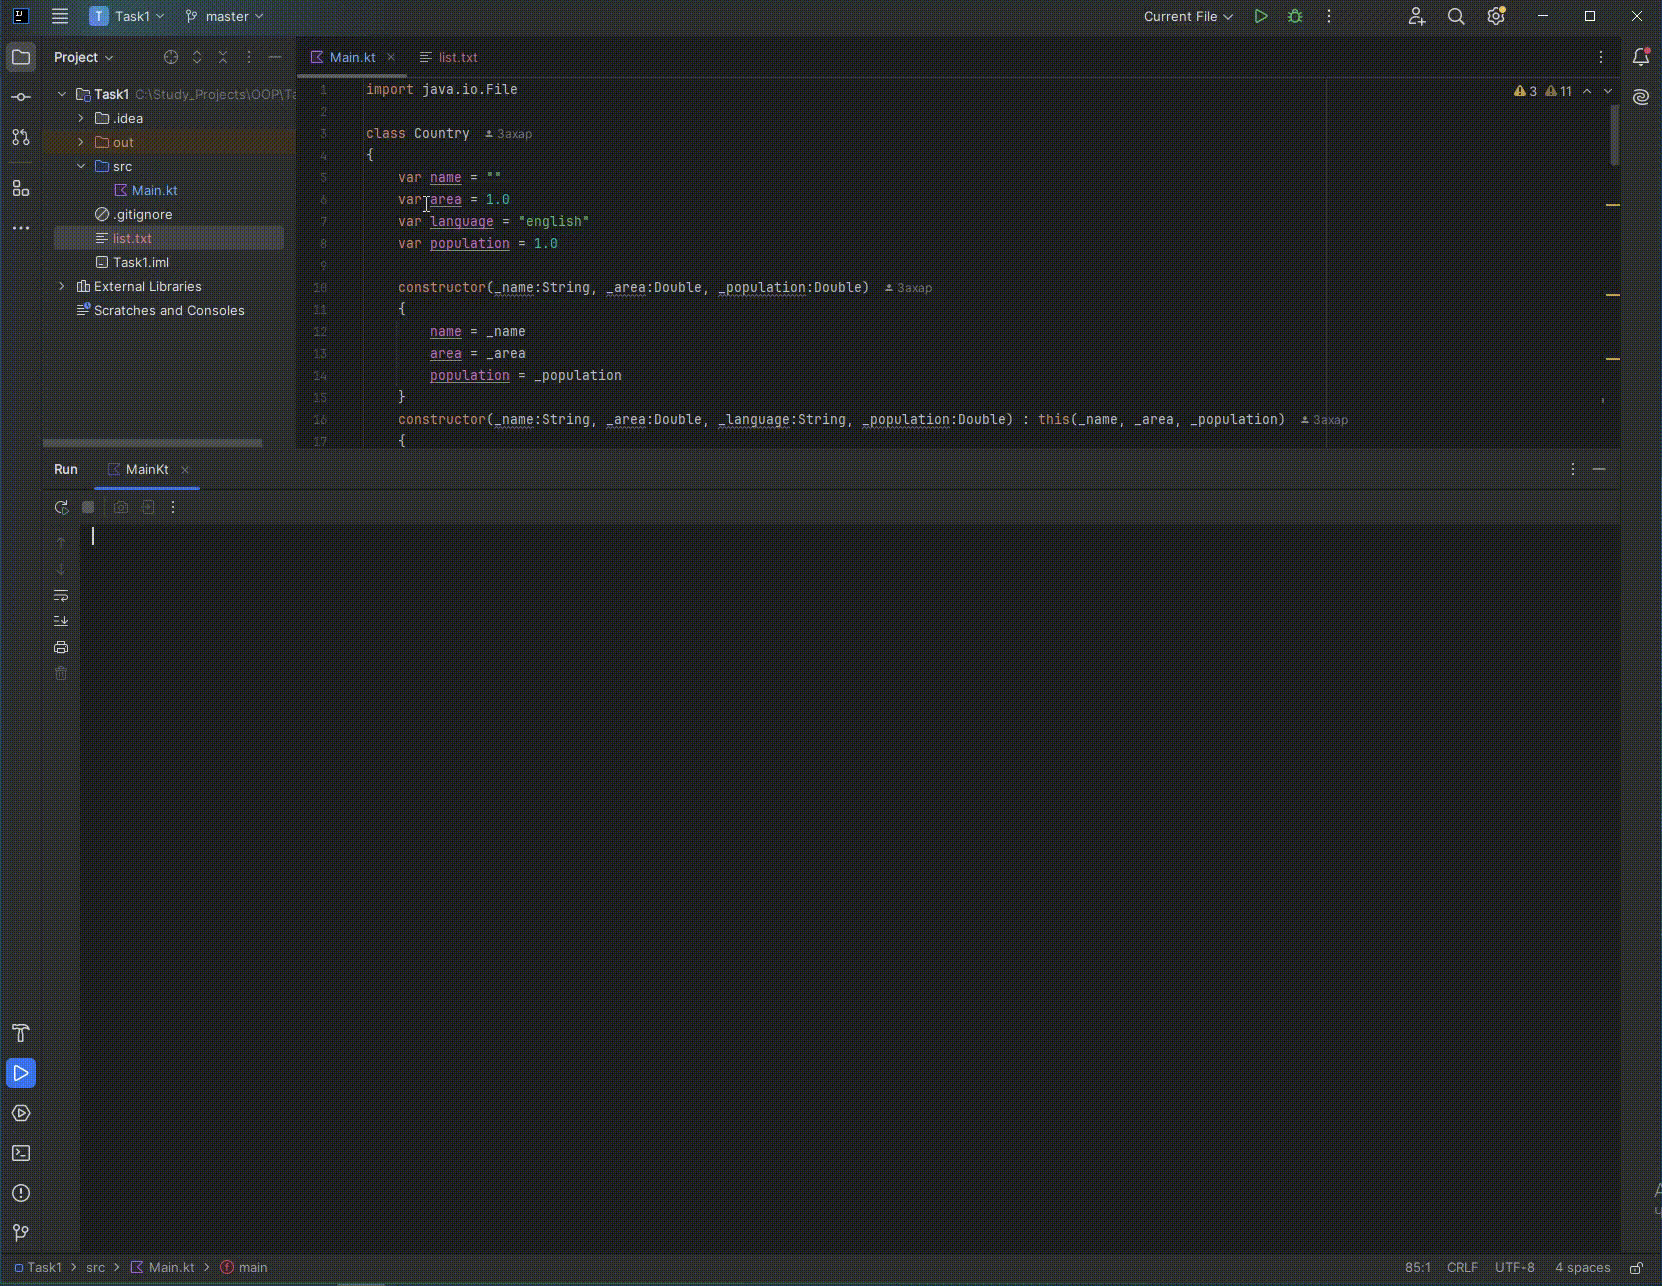 T Task1 master Current File
Project
Main.kt
list.txt
Task1 C:\Study_Projects\OOP\Ta
.idea
out
src
Main.kt
.gitignore
list.txt
Task1.iml
External Libraries
Scratches and Consoles
3 11
1 import java.io.File
2
3 class Country Захар
4 {
5 var name = ""
6 var area = 1.0
7 var language = "english"
8 var population = 1.0
9
10 constructor(_name:String, _area:Double, _population:Double) Захар
11 {
12 name = _name
13 area = _area
14 population = _population
15 }
16 constructor(_name:String, _area:Double, _language:String, _population:Double) : this(_name, _area, _population) Захар
17 {
Run MainKt
Task1 > src > Main.kt > main
85:1 CRLF UTF-8 4 spaces